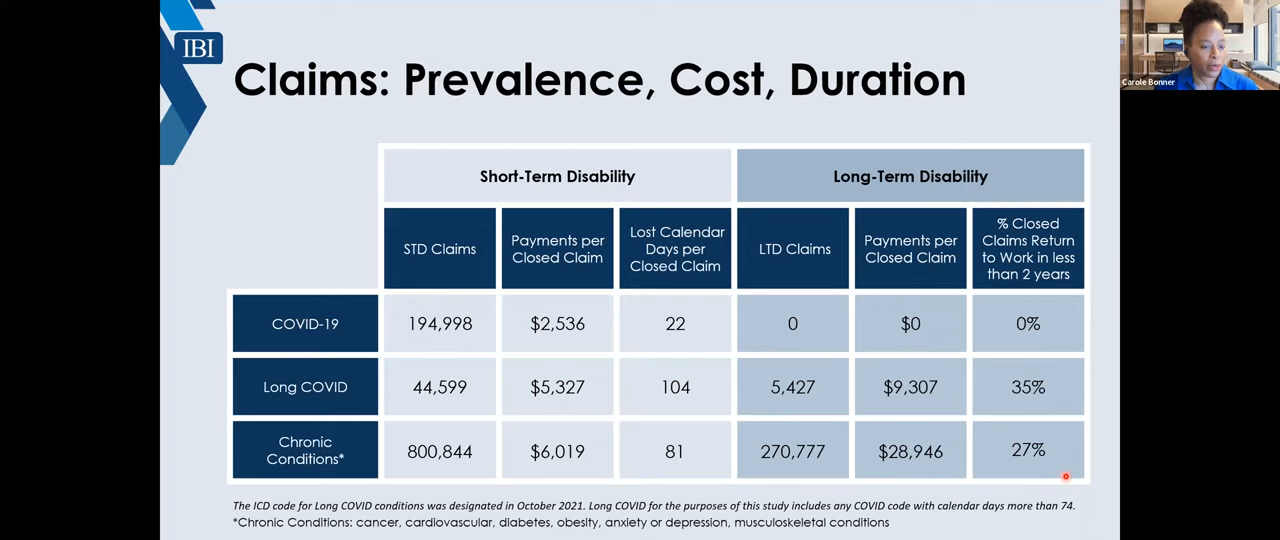 IBI
Claims: Prevalence, Cost, Duration
Carole Bonner
Short-Term Disability
Long-Term Disability
STD Claims
Payments per
Closed Claim
Lost Calendar
Days per
Closed Claim
LTD Claims
Payments per
Closed Claim
% Closed
Claims Return
to Work in less
than 2 years
COVID-19
194,998
$2,536
22
0
$0
0%
Long COVID
44,599
$5,327
104
5,427
$9,307
35%
Chronic
Conditions*
800,844
$6,019
81
270,777
$28,946
27%
The ICD code for Long COVID conditions was designated in October 2021. Long COVID for the purposes of this study includes any COVID code with calendar days more than 74.
*Chronic Conditions: cancer, cardiovascular, diabetes, obesity, anxiety or depression, musculoskeletal conditions